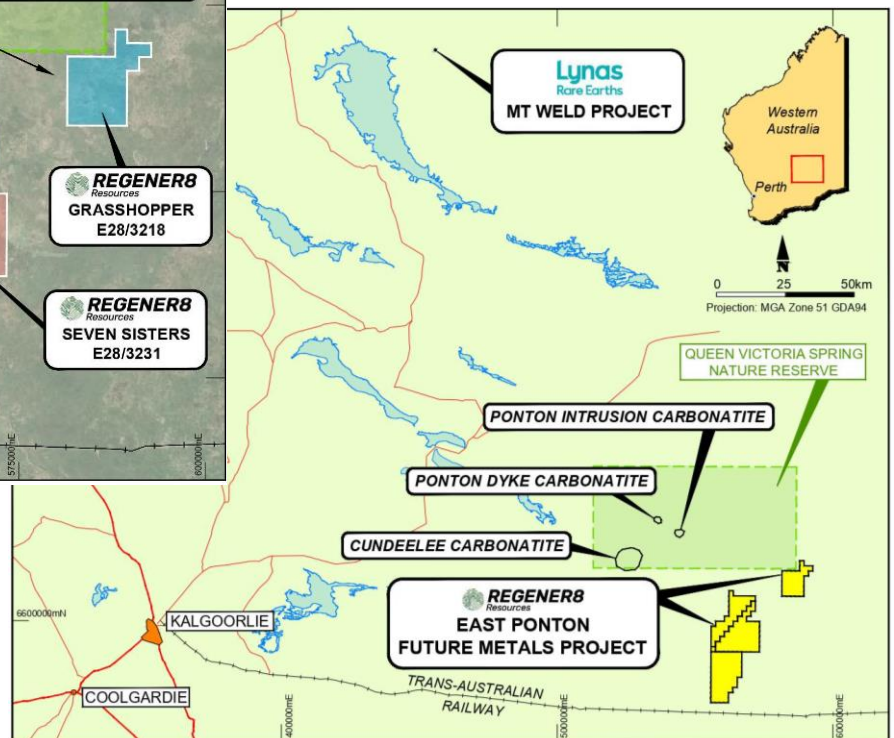 REGENER8
Resources
GRASSHOPPER
E28/3218
REGENER8
Resources
SEVEN SISTERS
E28/3231
575000mE
600000mE
Lynas
Rare Earths
MT WELD PROJECT
Western
Australia
Perth
N
0 25 50km
Projection: MGA Zone 51 GDA94
QUEEN VICTORIA SPRING
NATURE RESERVE
PONTON INTRUSION CARBONATITE
PONTON DYKE CARBONATITE
CUNDEELEE CARBONATITE
REGENER8
Resources
EAST PONTON
FUTURE METALS PROJECT
6600000mN
KALGOORLIE
COOLGARDIE
TRANS-AUSTRALIAN
RAILWAY
400000mE
500000mE
600000mE